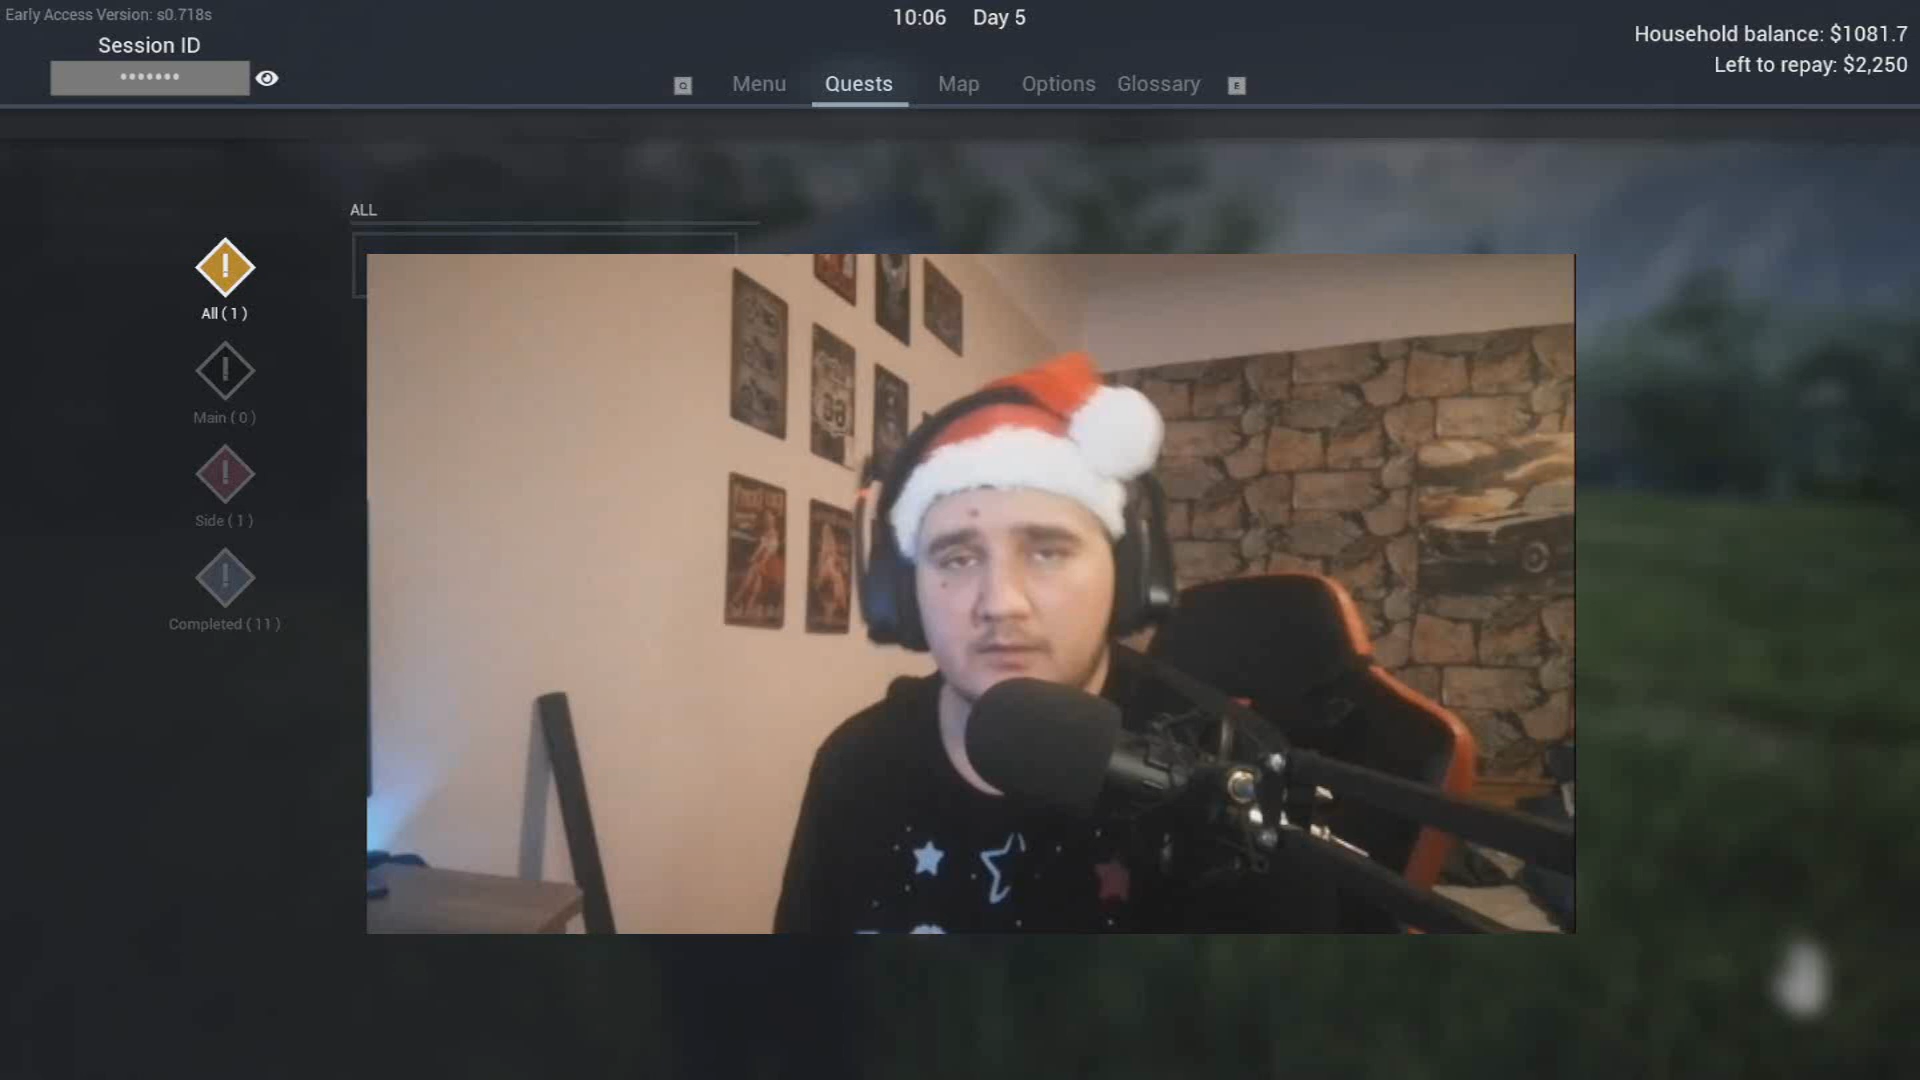 Early Access Version: s0.718s
10:06 Day 5
Session ID
•••••••
Household balance: $1081.7
Left to repay: $2,250
Q Menu Quests Map Options Glossary E
ALL
All ( 1 )
Main ( 0 )
Side ( 1 )
Completed ( 11 )